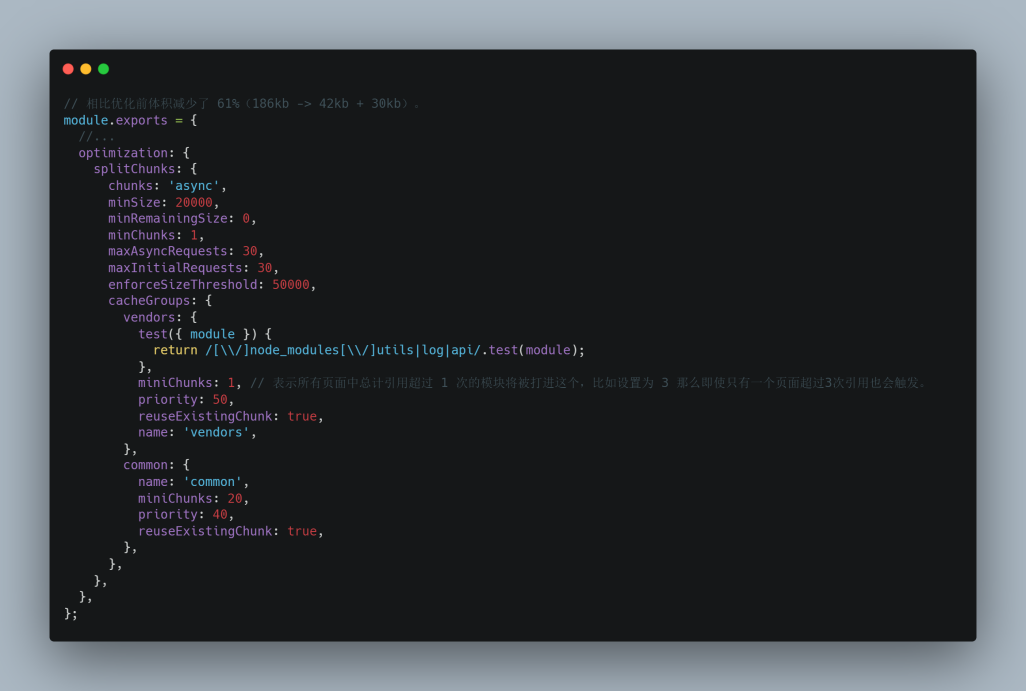 // 相比优化前体积减少了 61%（186kb -> 42kb + 30kb）。
module.exports = {
  //...
  optimization: {
    splitChunks: {
      chunks: 'async',
      minSize: 20000,
      minRemainingSize: 0,
      minChunks: 1,
      maxAsyncRequests: 30,
      maxInitialRequests: 30,
      enforceSizeThreshold: 50000,
      cacheGroups: {
        vendors: {
          test({ module }) {
            return /[\\/]node_modules[\\/]utils|log|api/.test(module);
          },
          miniChunks: 1, // 表示所有页面中总计引用超过 1 次的模块将被打进这个，比如设置为 3 那么即使只有一个页面超过3次引用也会触发。
          priority: 50,
          reuseExistingChunk: true,
          name: 'vendors',
        },
        common: {
          name: 'common',
          miniChunks: 20,
          priority: 40,
          reuseExistingChunk: true,
        },
      },
    },
  },
};